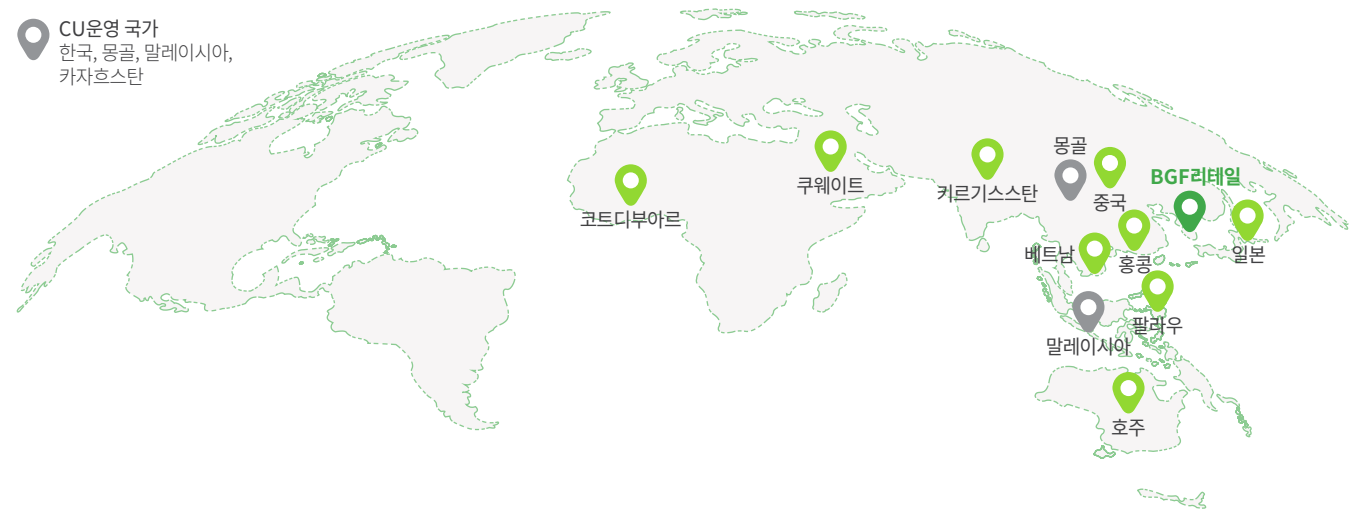 CU운영 국가
한국, 몽골, 말레이시아,
카자흐스탄
몽골
BGF리테일
쿠웨이트
키르기스스탄
중국
코트디부아르
베트남
홍콩
일본
팔라우
말레이시아
호주